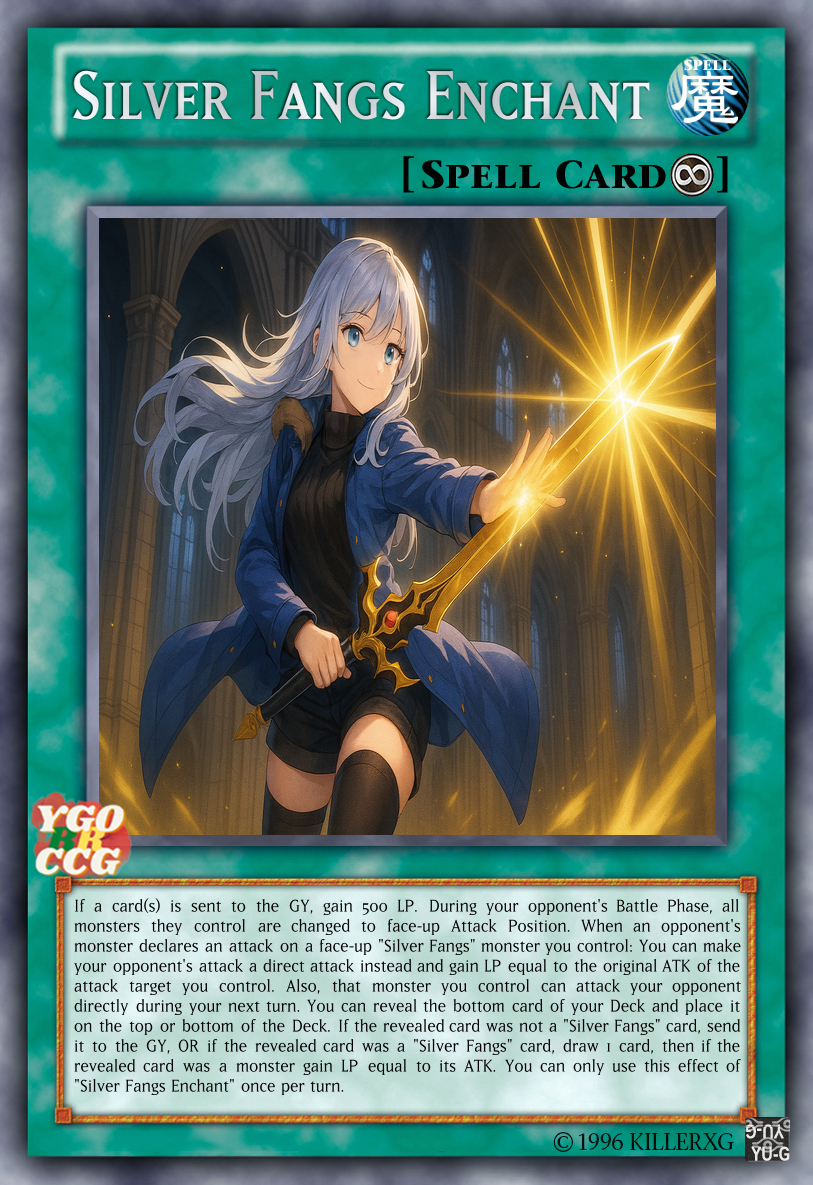 SILVER FANGS ENCHANT
SPELL
魔
[SPELL CARD∞]
YGO
BR
CCG
If a card(s) is sent to the GY, gain 500 LP. During your opponent's Battle Phase, all
monsters they control are changed to face-up Attack Position. When an opponent's
monster declares an attack on a face-up "Silver Fangs" monster you control: You can make
your opponent's attack a direct attack instead and gain LP equal to the original ATK of the
attack target you control. Also, that monster you control can attack your opponent
directly during your next turn. You can reveal the bottom card of your Deck and place it
on the top or bottom of the Deck. If the revealed card was not a "Silver Fangs" card, send
it to the GY, OR if the revealed card was a "Silver Fangs" card, draw 1 card, then if the
revealed card was a monster gain LP equal to its ATK. You can only use this effect of
"Silver Fangs Enchant" once per turn.
© 1996 KILLERXG
YU-G